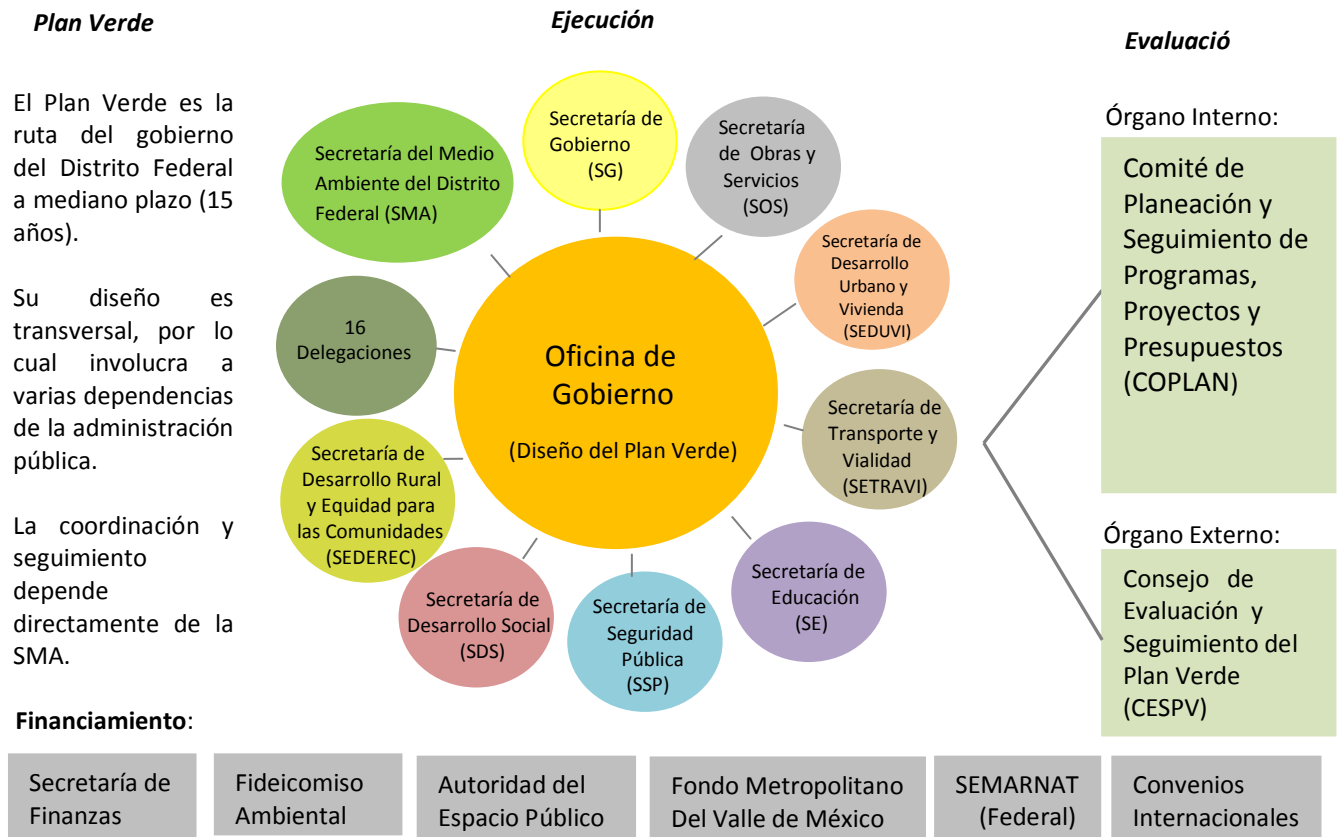 Plan Verde
Ejecución
Evaluació
El Plan Verde es la
ruta del gobierno
del Distrito Federal
a mediano plazo (15
años).
Su diseño es
transversal, por lo
cual involucra a
varias dependencias
de la administración
pública.
La coordinación y
seguimiento
depende
directamente de la
SMA.
Secretaría del Medio
Ambiente del Distrito
Federal (SMA)
Secretaría de
Gobierno
(SG)
Secretaría
de Obras y
Servicios
(SOS)
Secretaría de
Desarrollo
Urbano y
Vivienda
(SEDUVI)
Secretaría de
Transporte y
Vialidad
(SETRAVI)
Secretaría de
Educación
(SE)
Secretaría de
Seguridad
Pública
(SSP)
Secretaría de
Desarrollo Social
(SDS)
Secretaría de
Desarrollo Rural
y Equidad para
las Comunidades
(SEDEREC)
16
Delegaciones
Oficina de
Gobierno
(Diseño del Plan Verde)
Órgano Interno:
Comité de
Planeación y
Seguimiento de
Programas,
Proyectos y
Presupuestos
(COPLAN)
Órgano Externo:
Consejo de
Evaluación y
Seguimiento del
Plan Verde
(CESPV)
Financiamiento:
Secretaría de
Finanzas
Fideicomiso
Ambiental
Autoridad del
Espacio Público
Fondo Metropolitano
Del Valle de México
SEMARNAT
(Federal)
Convenios
Internacionales